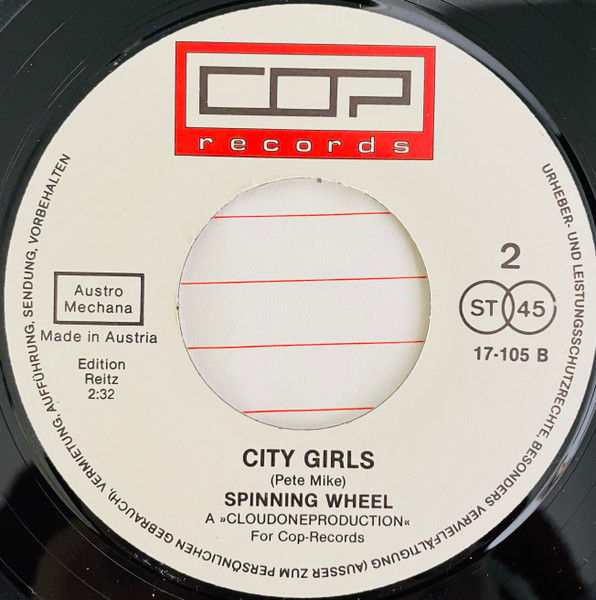 COP
records
URHEBER- UND LEISTUNGSSCHUTZRECHTE, BESONDERS VERVIELFÄLTIGUNG (AUSSER ZUM PERSÖNLICHEN GEBRAUCH), VERMIETUNG, AUFFÜHRUNG, SENDUNG, VORBEHALTEN
Austro
Mechana
Made in Austria
Edition
Reitz
2:32
2
ST 45
17-105 B
CITY GIRLS
(Pete Mike)
SPINNING WHEEL
A »CLOUDONEPRODUCTION«
For Cop-Records